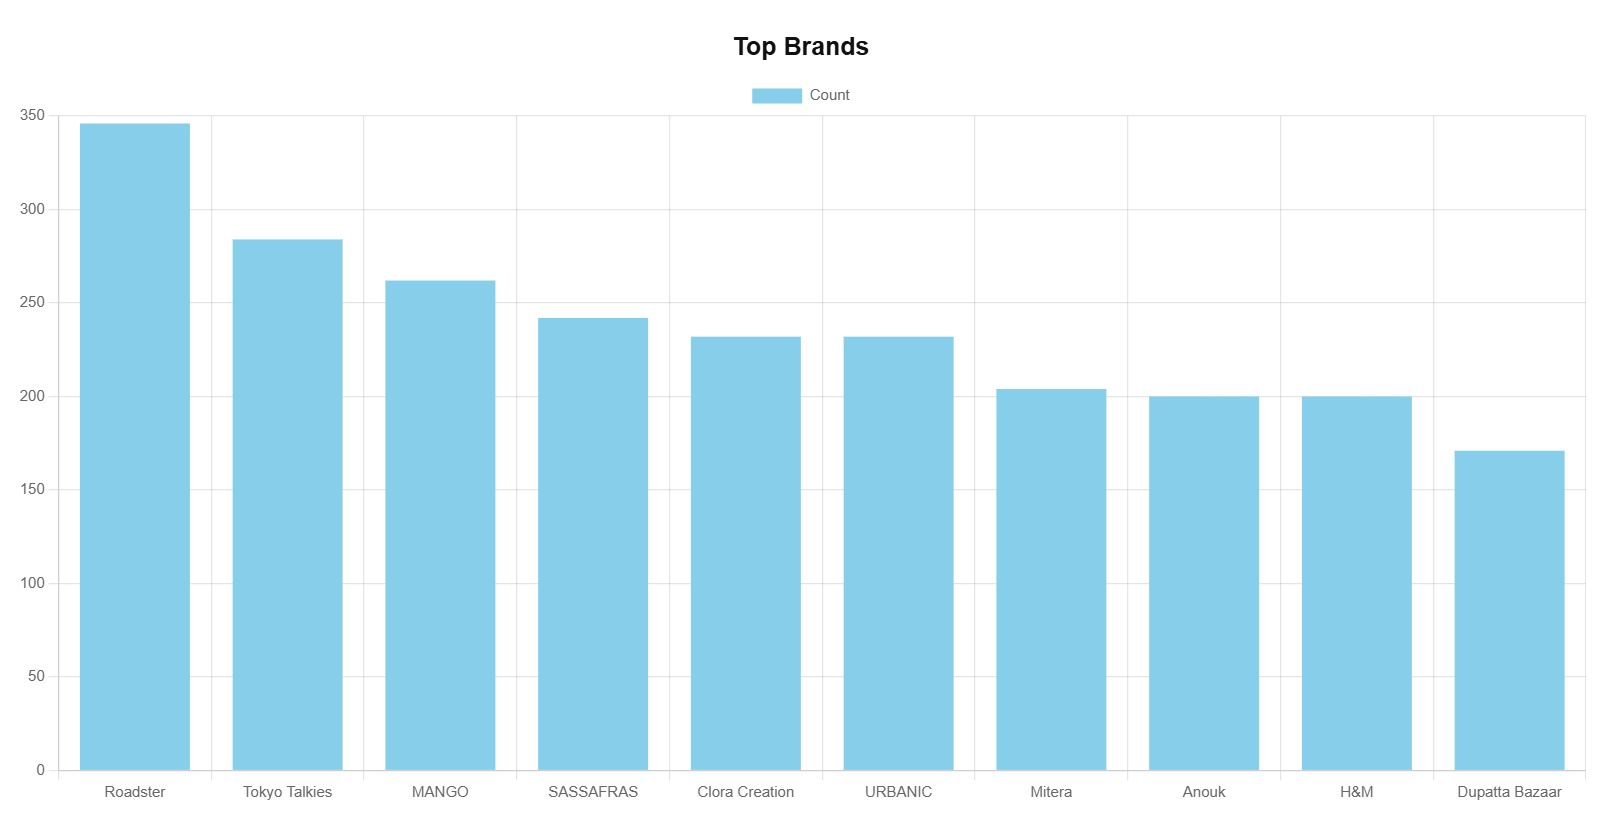 Top Brands
Count
350
300
250
200
150
100
50
0
Roadster Tokyo Talkies MANGO SASSAFRAS Clora Creation URBANIC Mitera Anouk H&M Dupatta Bazaar